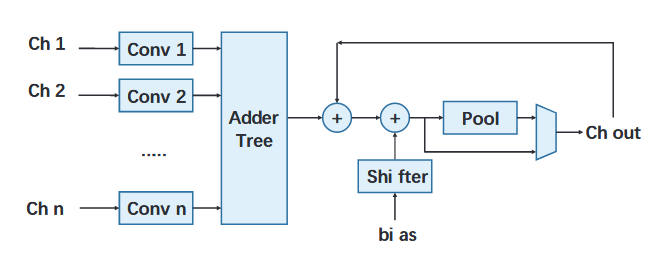 Ch 1
Conv 1
Ch 2
Conv 2
Adder
Tree
+
+
Pool
Ch out
.....
Shi fter
Ch n
Conv n
bi as